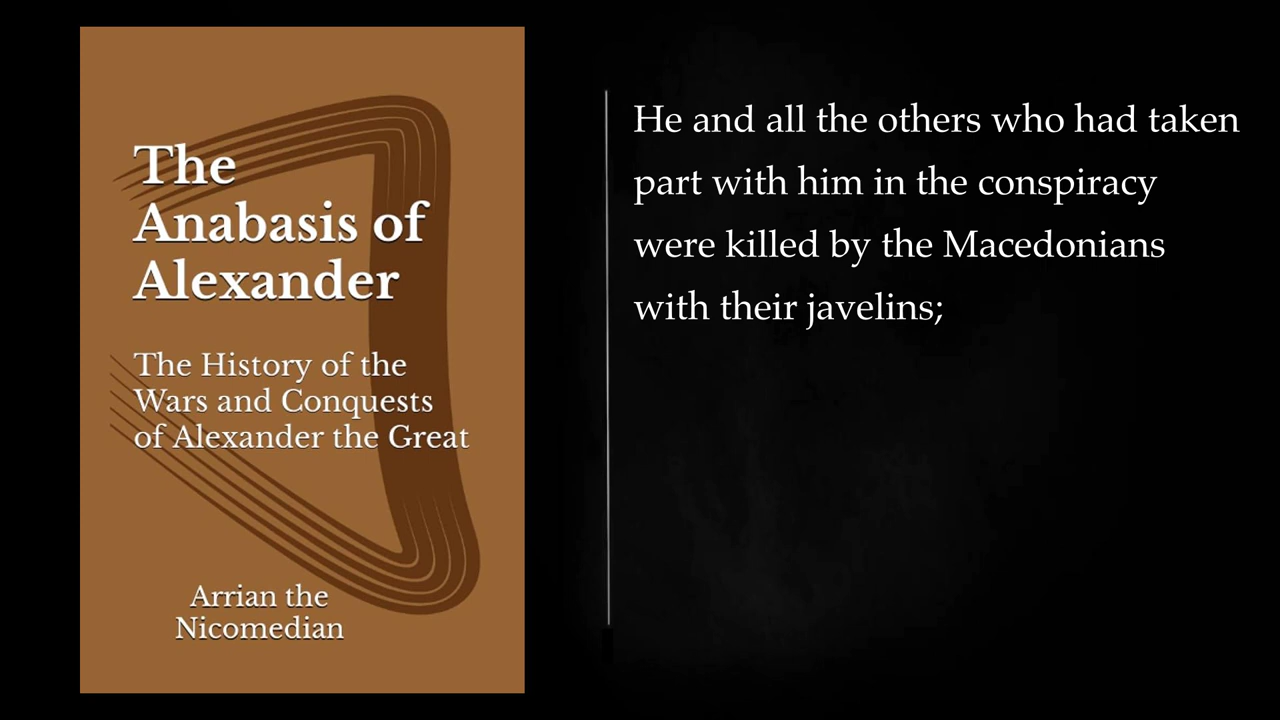 The
Anabasis of
Alexander
The History of the
Wars and Conquests
of Alexander the Great
Arrian the
Nicomedian
He and all the others who had taken
part with him in the conspiracy
were killed by the Macedonians
with their javelins;